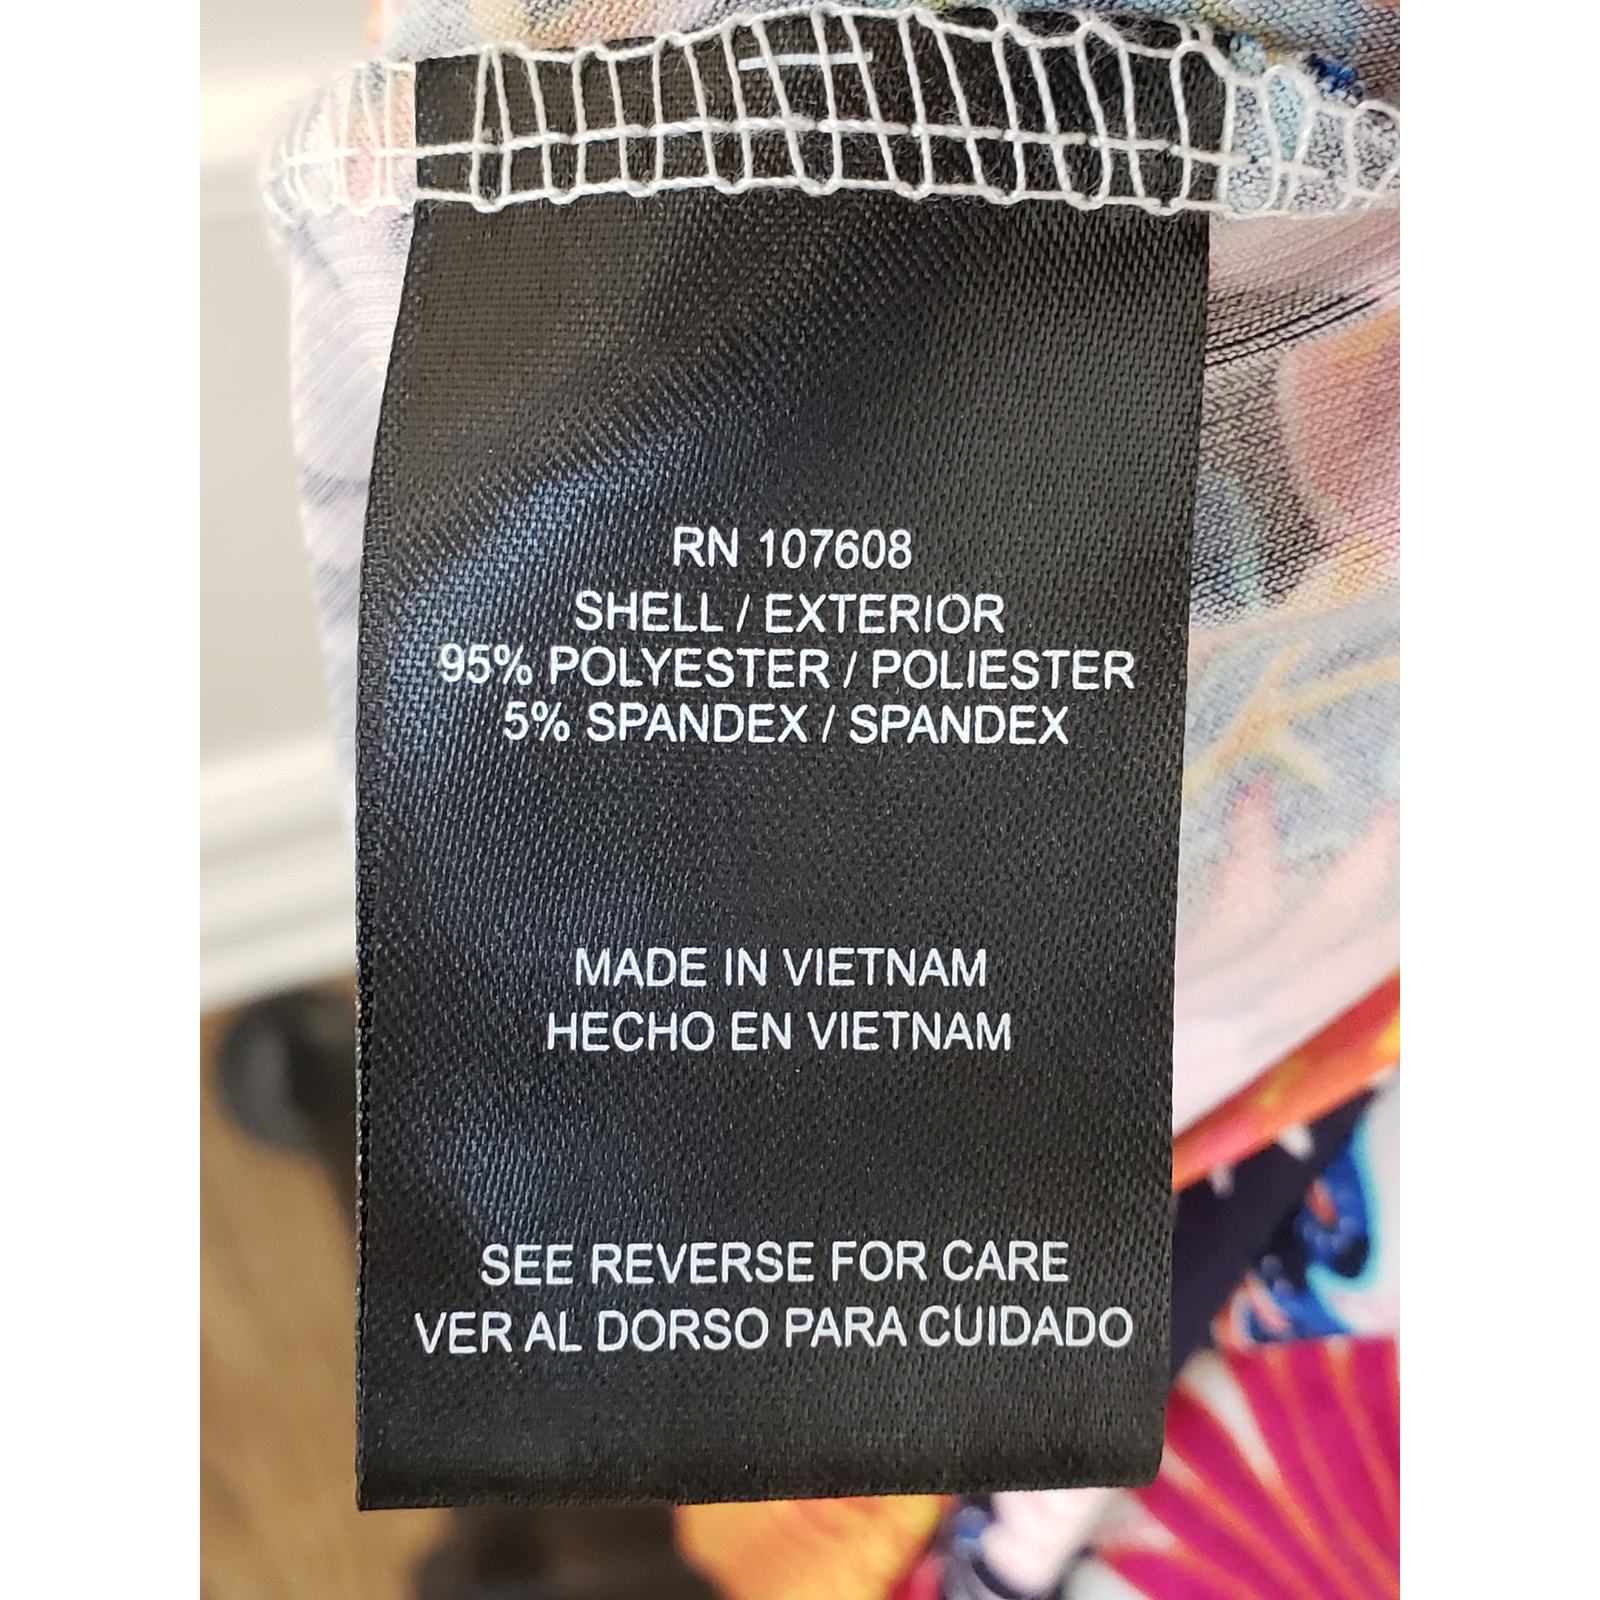 RN 107608
SHELL / EXTERIOR
95% POLYESTER / POLIESTER
5% SPANDEX / SPANDEX
MADE IN VIETNAM
HECHO EN VIETNAM
SEE REVERSE FOR CARE
VER AL DORSO PARA CUIDADO